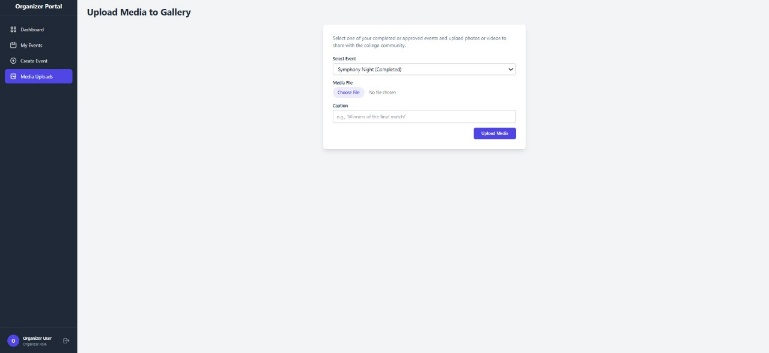 Organizer Portal
Upload Media to Gallery
Dashboard
My Events
Create Event
Media Uploads
Select one of your completed or approved events and upload photos or videos to
share with the college community.
Select Event
Symphony Night (Completed)
Media File
Choose File No file chosen
Caption
e.g., "Winners of the final match!"
Upload Media
O
Organizer User
Organizer Role